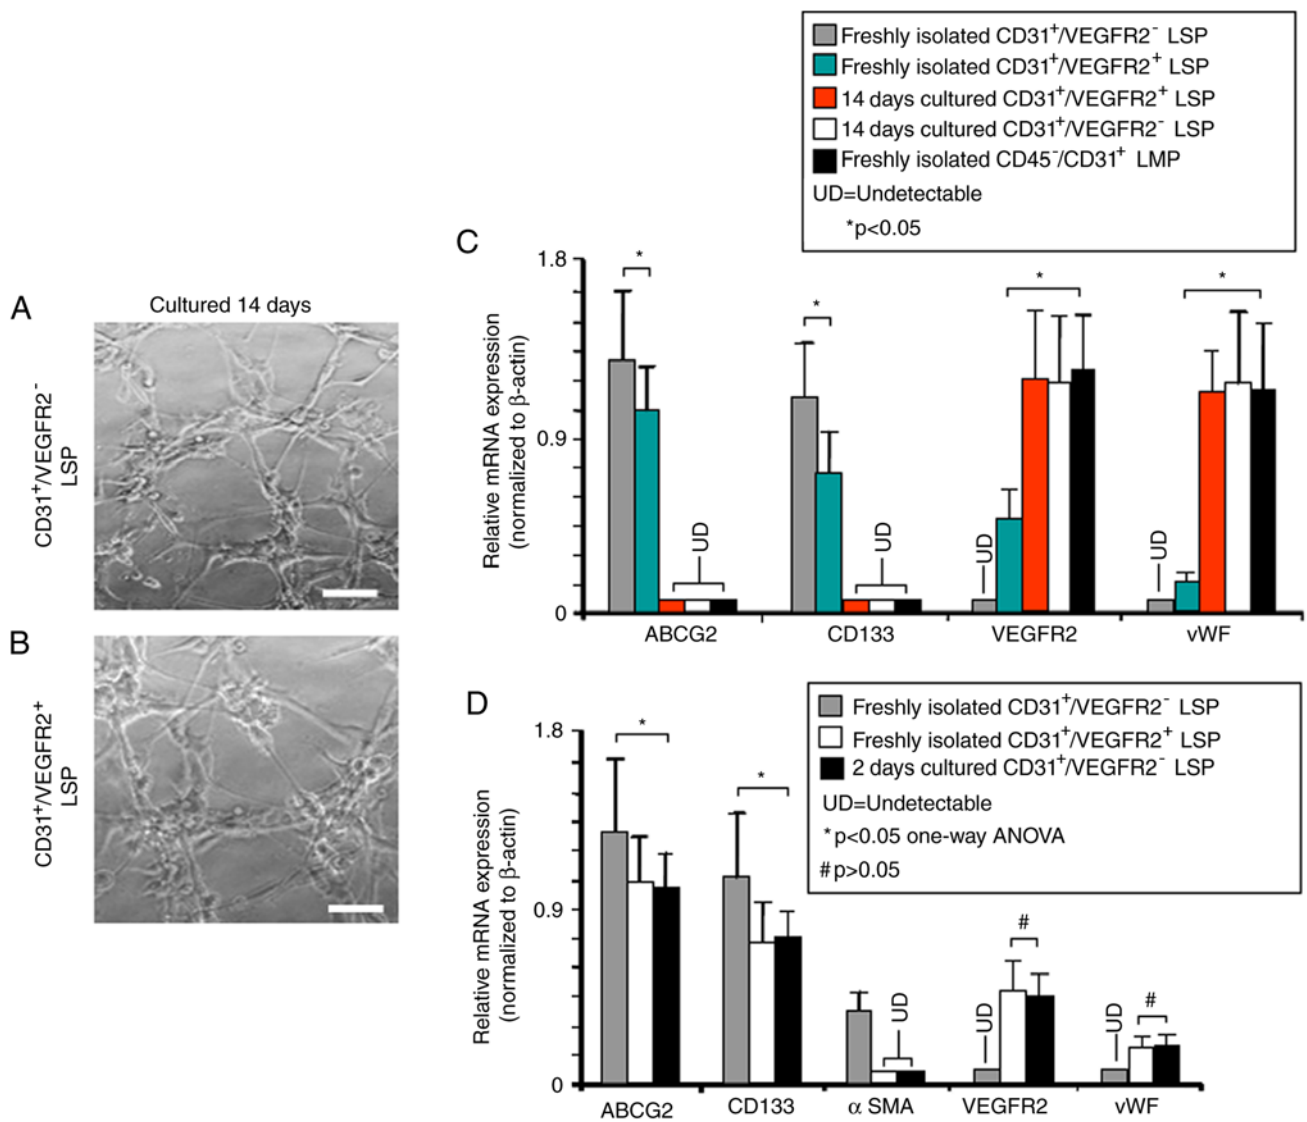 A
Cultured 14 days
CD31⁺/VEGFR2⁻
LSP
B
CD31⁺/VEGFR2⁺
LSP
C
Freshly isolated CD31⁺/VEGFR2⁻ LSP
Freshly isolated CD31⁺/VEGFR2⁺ LSP
14 days cultured CD31⁺/VEGFR2⁺ LSP
14 days cultured CD31⁺/VEGFR2⁻ LSP
Freshly isolated CD45⁻/CD31⁺ LMP
UD=Undetectable
*p<0.05
Relative mRNA expression
(normalized to β-actin)
1.8
0.9
0
*
*
*
*
UD
UD
UD
UD
ABCG2
CD133
VEGFR2
vWF
D
Freshly isolated CD31⁺/VEGFR2⁻ LSP
Freshly isolated CD31⁺/VEGFR2⁺ LSP
2 days cultured CD31⁺/VEGFR2⁻ LSP
UD=Undetectable
*p<0.05 one-way ANOVA
#p>0.05
Relative mRNA expression
(normalized to β-actin)
1.8
0.9
0
*
*
#
#
UD
UD
UD
ABCG2
CD133
α SMA
VEGFR2
vWF